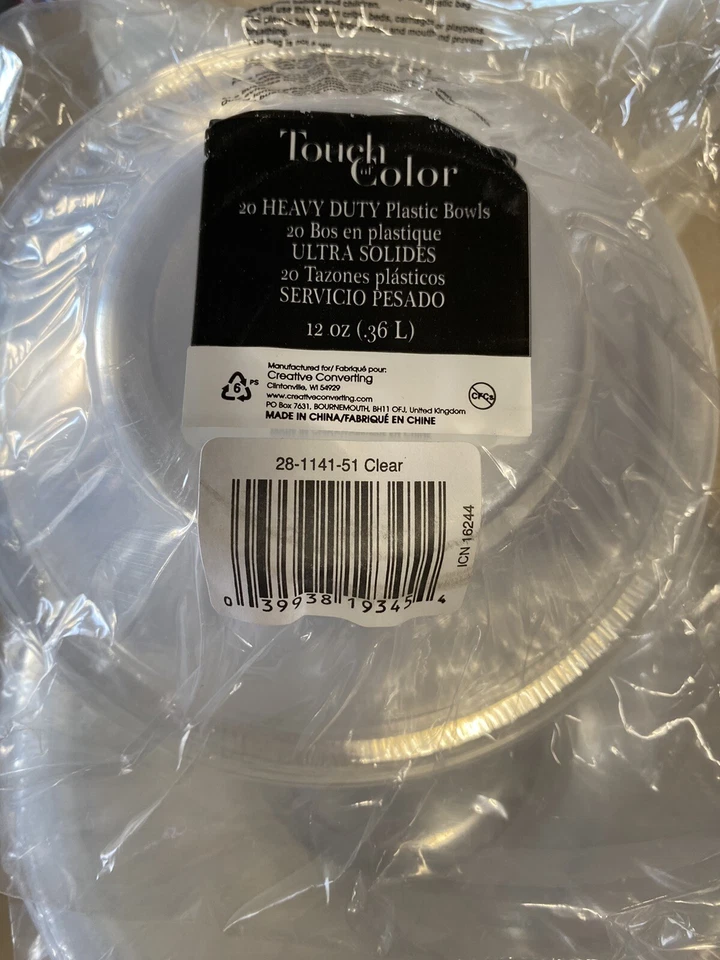 Touch
of
Color
20 HEAVY DUTY Plastic Bowls
20 Bos en plastique
ULTRA SOLIDES
20 Tazones plásticos
SERVICIO PESADO
12 oz (.36 L)
6 PS
Manufactured for/ Fabriqué pour:
Creative Converting
Clintonville, WI 54929
www.creativeconverting.com
PO Box 7631, BOURNEMOUTH, BH11 OFJ, United Kingdom
MADE IN CHINA/FABRIQUÉ EN CHINE
CFCs
28-1141-51 Clear
ICN 16244
0 39938 19345 4